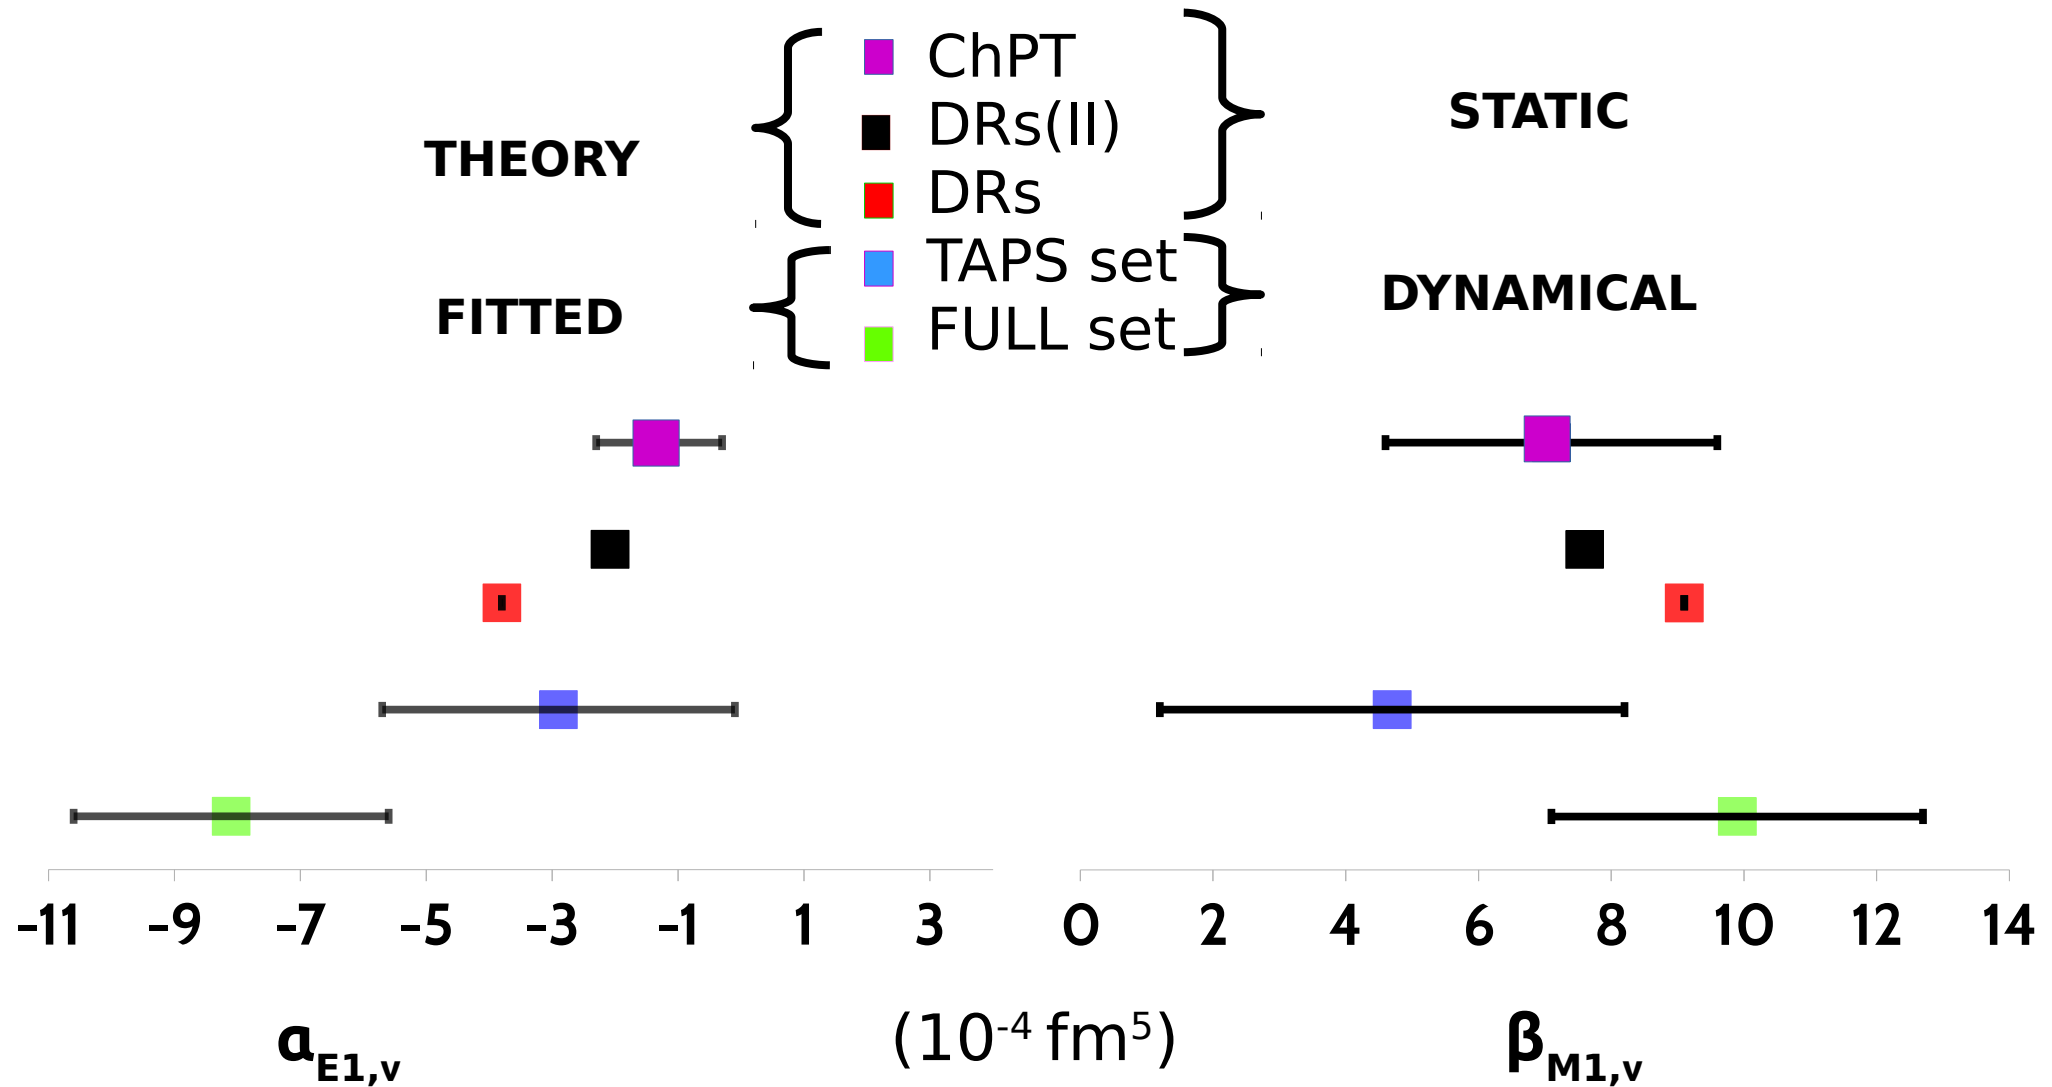 ChPT
DRs(II)
DRs
TAPS set
FULL set
THEORY
FITTED
STATIC
DYNAMICAL
–11 –9 –7 –5 –3 –1 1 3
0 2 4 6 8 10 12 14
αE1,ν (10-4 fm5) βM1,ν